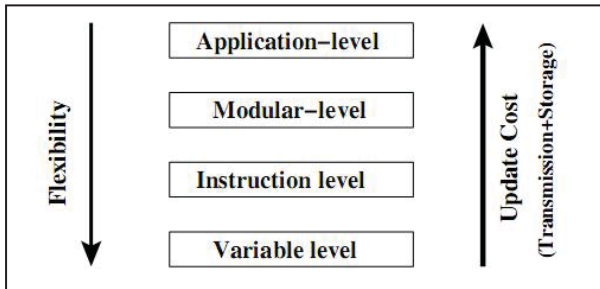 Application−level
Modular−level
Instruction level
Variable level
Flexibility
Update Cost
(Transmission+Storage)